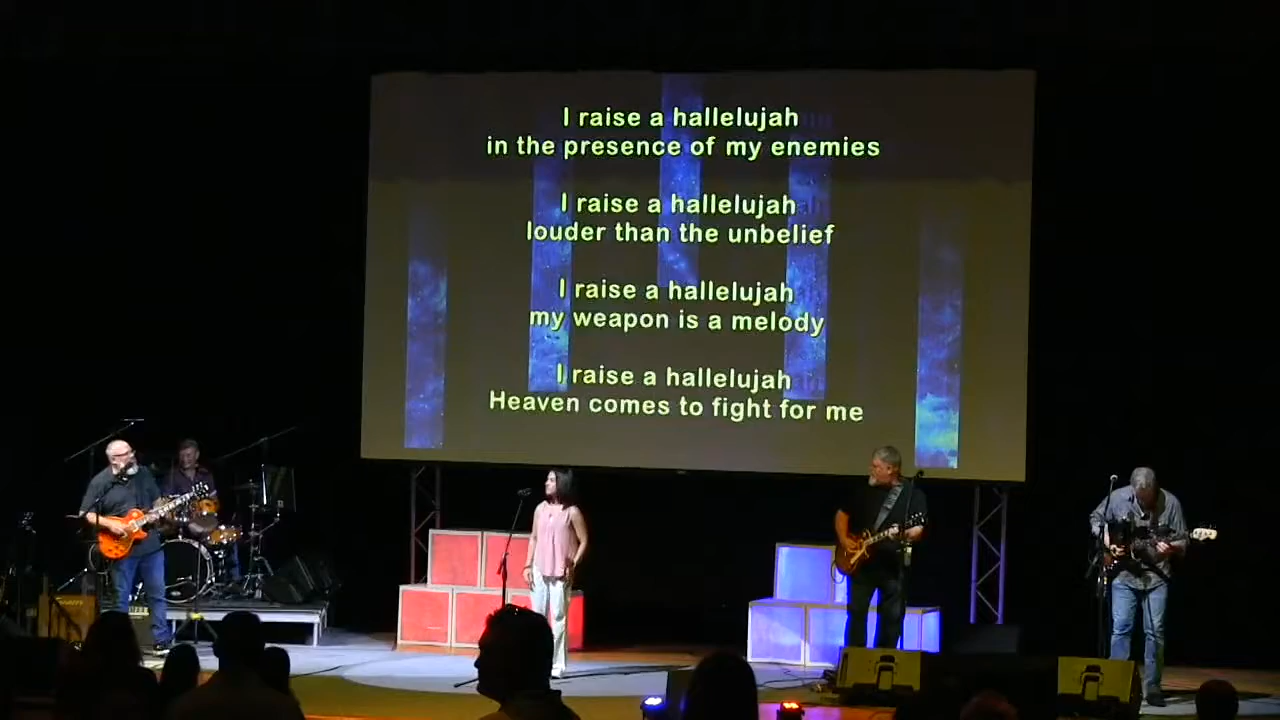 I raise a hallelujah
in the presence of my enemies
I raise a hallelujah
louder than the unbelief
I raise a hallelujah
my weapon is a melody
I raise a hallelujah
Heaven comes to fight for me